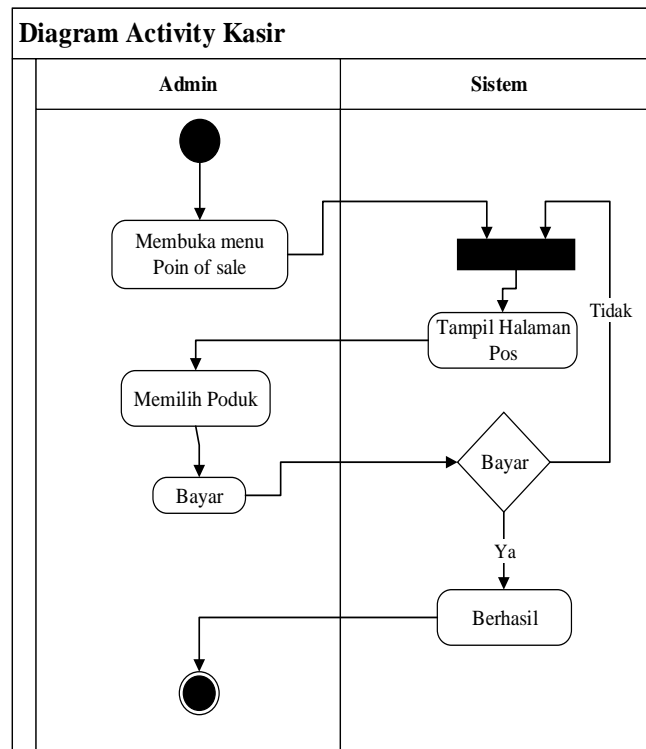 Diagram Activity Kasir
Admin
Sistem
Membuka menu
Poin of sale
Tidak
Tampil Halaman
Pos
Memilih Poduk
Bayar
Bayar
Ya
Berhasil